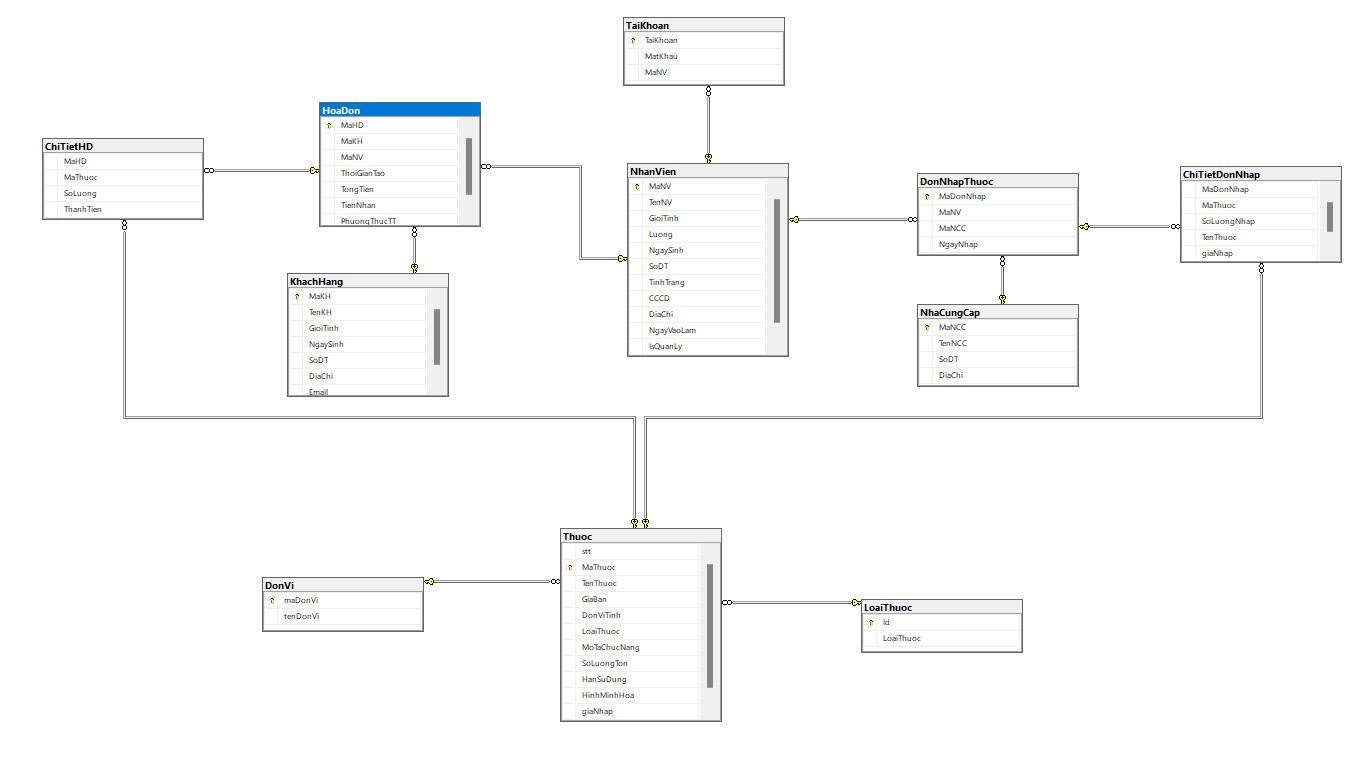 TaiKhoan
TaiKhoan
MatKhau
MaNV
HoaDon
MaHD
MaKH
MaNV
ThoiGianTao
TongTien
TienNhan
PhuongThucTT
ChiTietHD
MaHD
MaThuoc
SoLuong
ThanhTien
NhanVien
MaNV
TenNV
GioiTinh
Luong
NgaySinh
SoDT
TinhTrang
CCCD
DiaChi
NgayVaoLam
IsQuanLy
DonNhapThuoc
MaDonNhap
MaNV
MaNCC
NgayNhap
ChiTietDonNhap
MaDonNhap
MaThuoc
SoLuongNhap
TenThuoc
giaNhap
KhachHang
MaKH
TenKH
GioiTinh
NgaySinh
SoDT
DiaChi
Email
NhaCungCap
MaNCC
TenNCC
SoDT
DiaChi
Thuoc
stt
MaThuoc
TenThuoc
GiaBan
DonViTinh
LoaiThuoc
MoTaChucNang
SoLuongTon
HanSuDung
HinhMinhHoa
giaNhap
DonVi
maDonVi
tenDonVi
LoaiThuoc
Id
LoaiThuoc